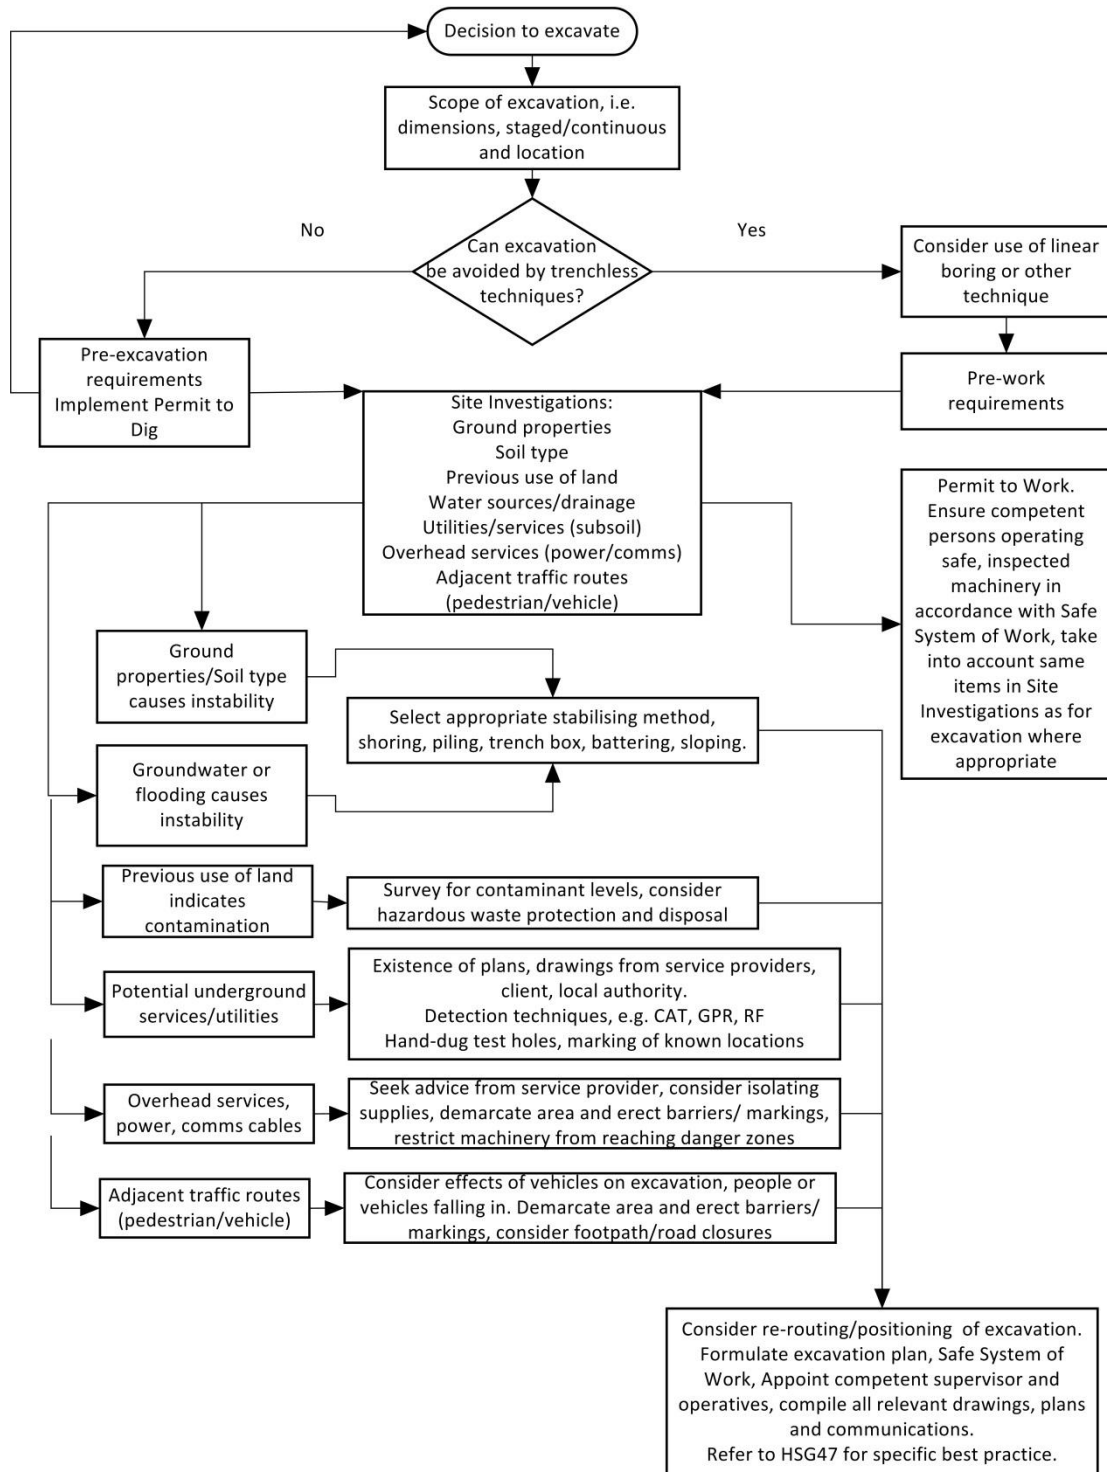 Decision to excavate
Scope of excavation, i.e.
dimensions, staged/continuous
and location
No
Can excavation
be avoided by trenchless
techniques?
Yes
Consider use of linear
boring or other
technique
Pre-excavation
requirements
Implement Permit to
Dig
Site Investigations:
Ground properties
Soil type
Previous use of land
Water sources/drainage
Utilities/services (subsoil)
Overhead services (power/comms)
Adjacent traffic routes
(pedestrian/vehicle)
Pre-work
requirements
Permit to Work.
Ensure competent
persons operating
safe, inspected
machinery in
accordance with Safe
System of Work, take
into account same
items in Site
Investigations as for
excavation where
appropriate
Ground
properties/Soil type
causes instability
Select appropriate stabilising method,
shoring, piling, trench box, battering, sloping.
Groundwater or
flooding causes
instability
Previous use of land
indicates
contamination
Survey for contaminant levels, consider
hazardous waste protection and disposal
Potential underground
services/utilities
Existence of plans, drawings from service providers,
client, local authority.
Detection techniques, e.g. CAT, GPR, RF
Hand-dug test holes, marking of known locations
Overhead services,
power, comms cables
Seek advice from service provider, consider isolating
supplies, demarcate area and erect barriers/ markings,
restrict machinery from reaching danger zones
Adjacent traffic routes
(pedestrian/vehicle)
Consider effects of vehicles on excavation, people or
vehicles falling in. Demarcate area and erect barriers/
markings, consider footpath/road closures
Consider re-routing/positioning  of excavation.
Formulate excavation plan, Safe System of
Work, Appoint competent supervisor and
operatives, compile all relevant drawings, plans
and communications.
Refer to HSG47 for specific best practice.